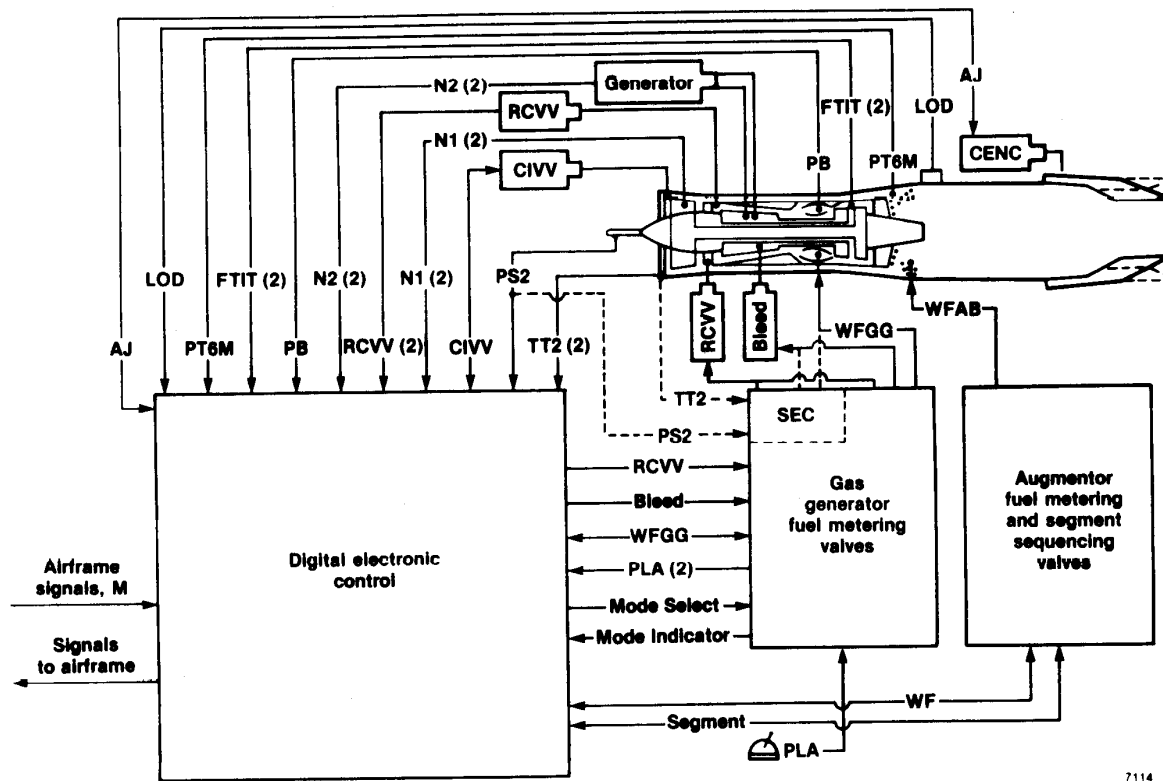 AJ
N2 (2)
Generator
FTIT (2)
LOD
RCVV
N1 (2)
CENC
CIVV
PB
PT6M
LOD
FTIT (2)
N2 (2)
N1 (2)
PS2
AJ
PT6M
PB
RCVV (2)
CIVV
TT2 (2)
RCVV
Bleed
WFGG
WFAB
TT2
SEC
PS2
RCVV
Bleed
WFGG
PLA (2)
Mode Select
Mode Indicator
Gas
generator
fuel metering
valves
Augmentor
fuel metering
and segment
sequencing
valves
Digital electronic
control
Airframe
signals, M
Signals
to airframe
WF
Segment
PLA
7114